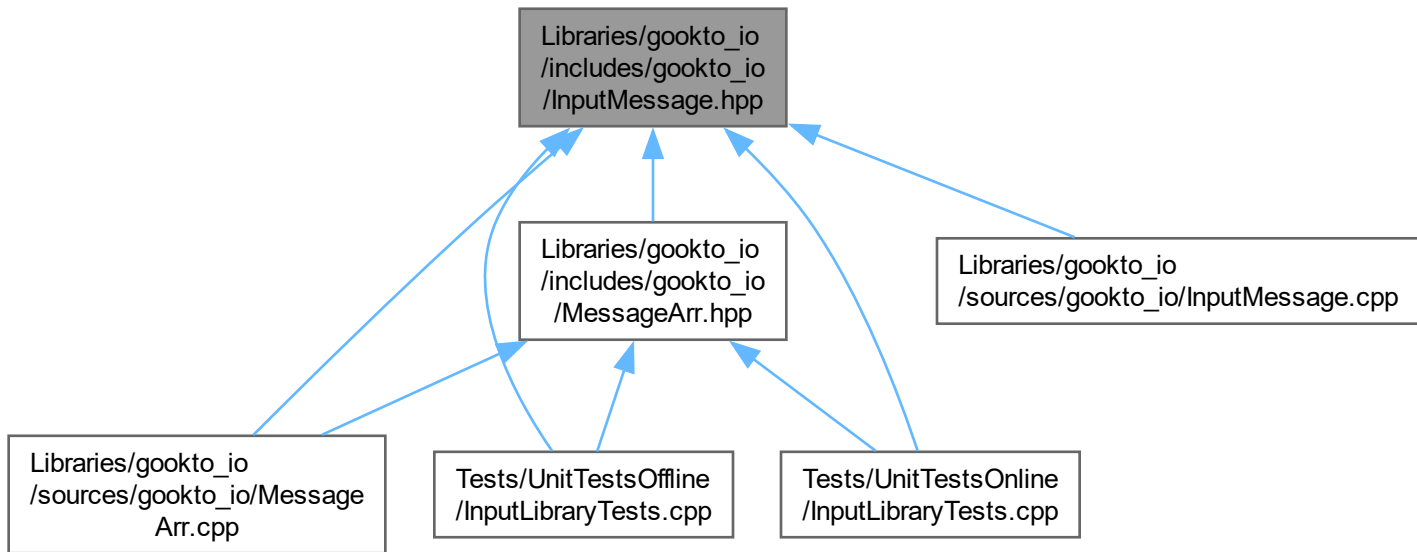 Libraries/gookto_io
/includes/gookto_io
/InputMessage.hpp
Libraries/gookto_io
/includes/gookto_io
/MessageArr.hpp
Libraries/gookto_io
/sources/gookto_io/InputMessage.cpp
Libraries/gookto_io
/sources/gookto_io/Message
Arr.cpp
Tests/UnitTestsOffline
/InputLibraryTests.cpp
Tests/UnitTestsOnline
/InputLibraryTests.cpp